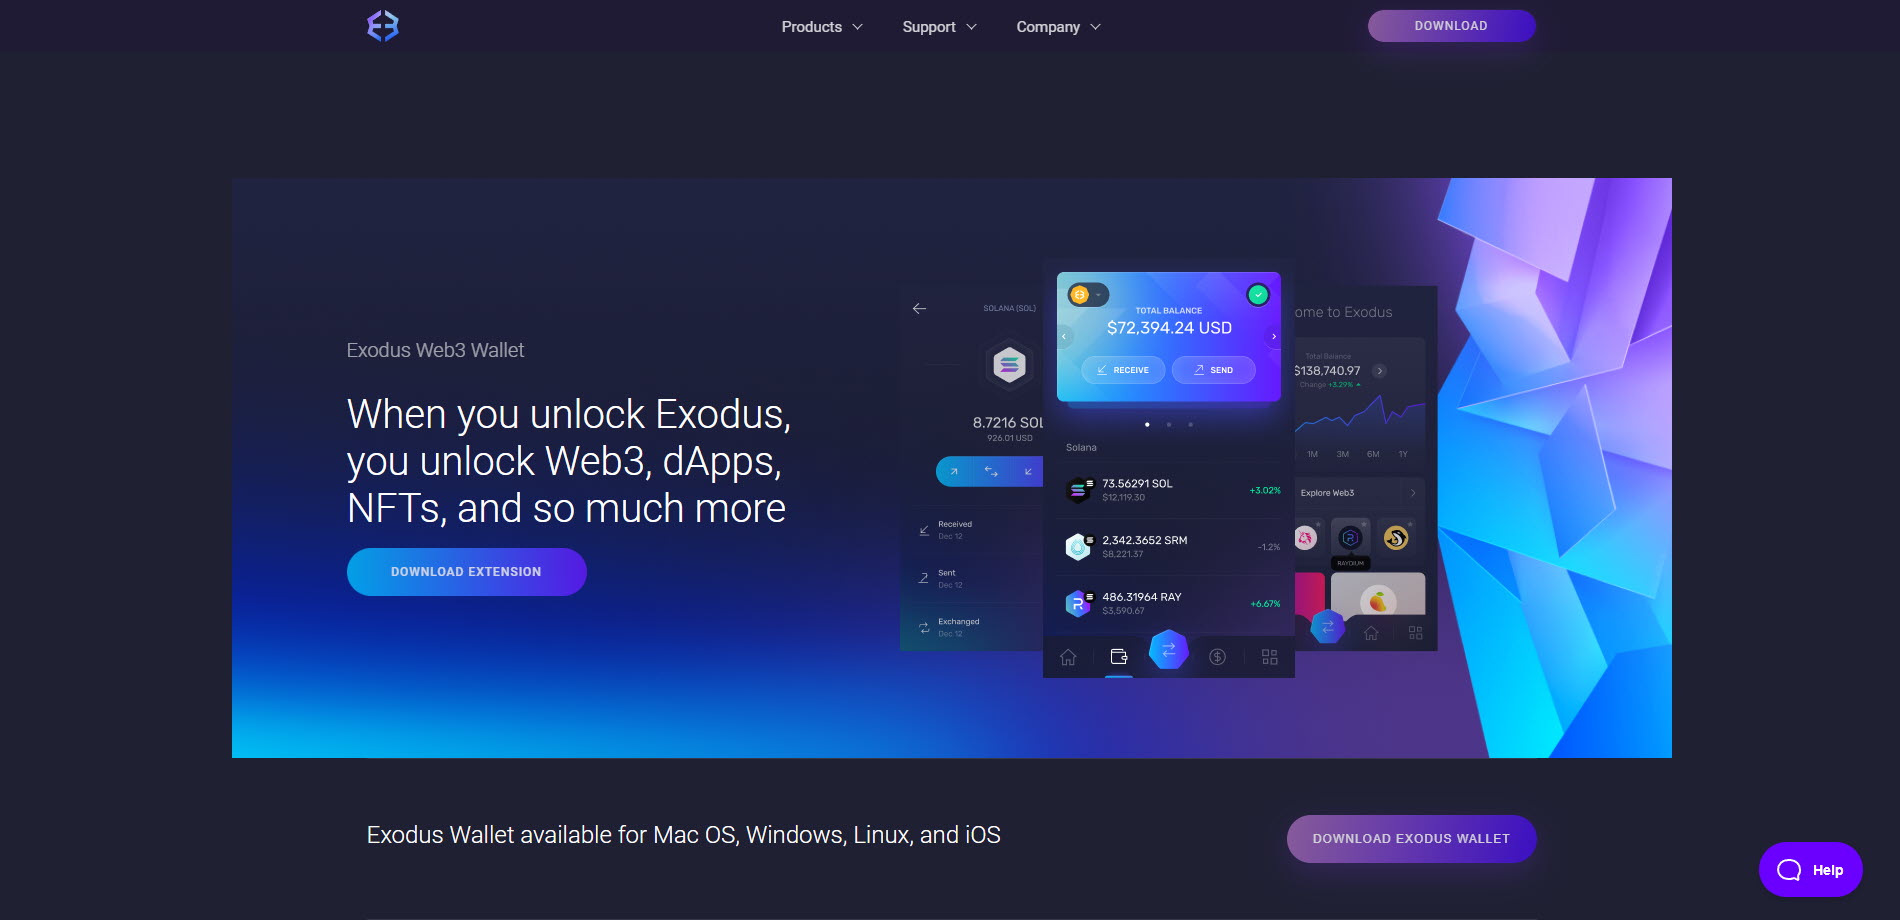 Products
Support
Company
DOWNLOAD
Exodus Web3 Wallet
When you unlock Exodus,
you unlock Web3, dApps,
NFTs, and so much more
DOWNLOAD EXTENSION
SOLANA (SOL)
8.7216 SOL
926.01 USD
Received
Dec 12
Sent
Dec 12
Exchanged
Dec 12
TOTAL BALANCE
$72,394.24 USD
RECEIVE
SEND
Solana
73.56291 SOL
$12,119.30
+3.02%
2,342.3652 SRM
$8,221.37
-1.2%
486.31964 RAY
$3,590.67
+6.67%
ome to Exodus
Total Balance
$138,740.97
Change +3.29%
1M 3M 6M 1Y
Explore Web3
RAYDIUM
Exodus Wallet available for Mac OS, Windows, Linux, and iOS
DOWNLOAD EXODUS WALLET
Help